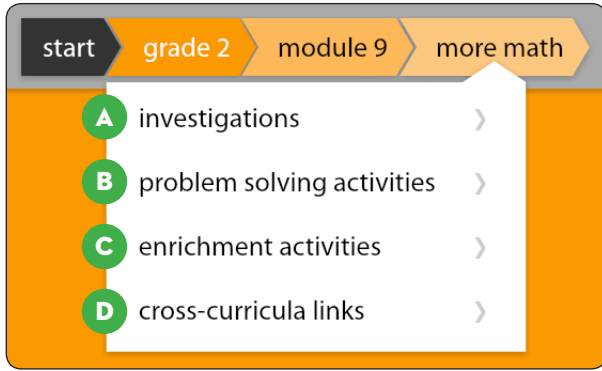 start grade 2 module 9 more math
A investigations
B problem solving activities
C enrichment activities
D cross-curricula links